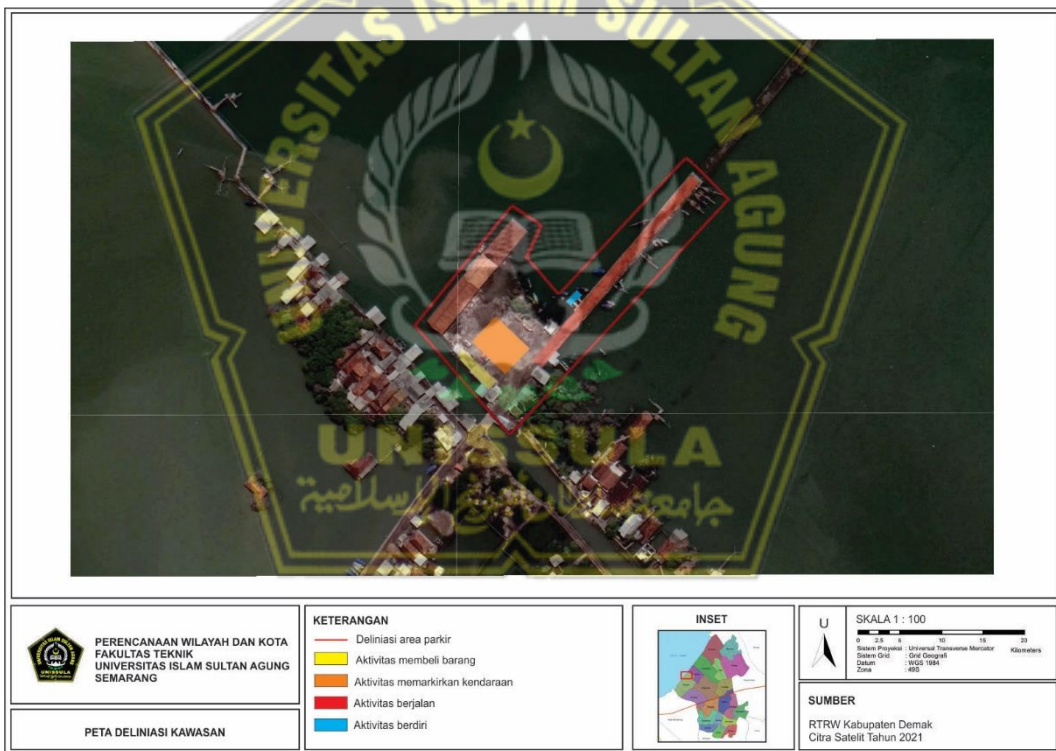 UNIVERSITAS ISLAM SULTAN AGUNG
UNISSULA
جامعة سلطان أجونج الإسلامية
PERENCANAAN WILAYAH DAN KOTA
FAKULTAS TEKNIK
UNIVERSITAS ISLAM SULTAN AGUNG
SEMARANG
PETA DELINIASI KAWASAN
KETERANGAN
Deliniasi area parkir
Aktivitas membeli barang
Aktivitas memarkirkan kendaraan
Aktivitas berjalan
Aktivitas berdiri
INSET
U
SKALA 1 : 100
0 2.5 5 10 15 20
Kilometers
Sistem Proyeksi : Universal Transverse Mercator
Sistem Grid : Grid Geografi
Datum : WGS 1984
Zona : 49S
SUMBER
RTRW Kabupaten Demak
Citra Satelit Tahun 2021